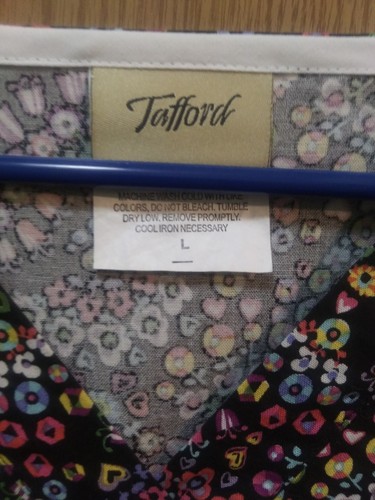 Tafford
MACHINE WASH COLD WITH LIKE
COLORS, DO NOT BLEACH, TUMBLE
DRY LOW, REMOVE PROMPTLY.
COOL IRON NECESSARY
L